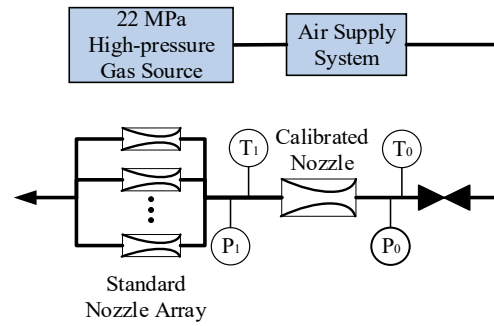 22 MPa
High-pressure
Gas Source
Air Supply
System
T1
Calibrated
Nozzle
T0
P1
P0
Standard
Nozzle Array